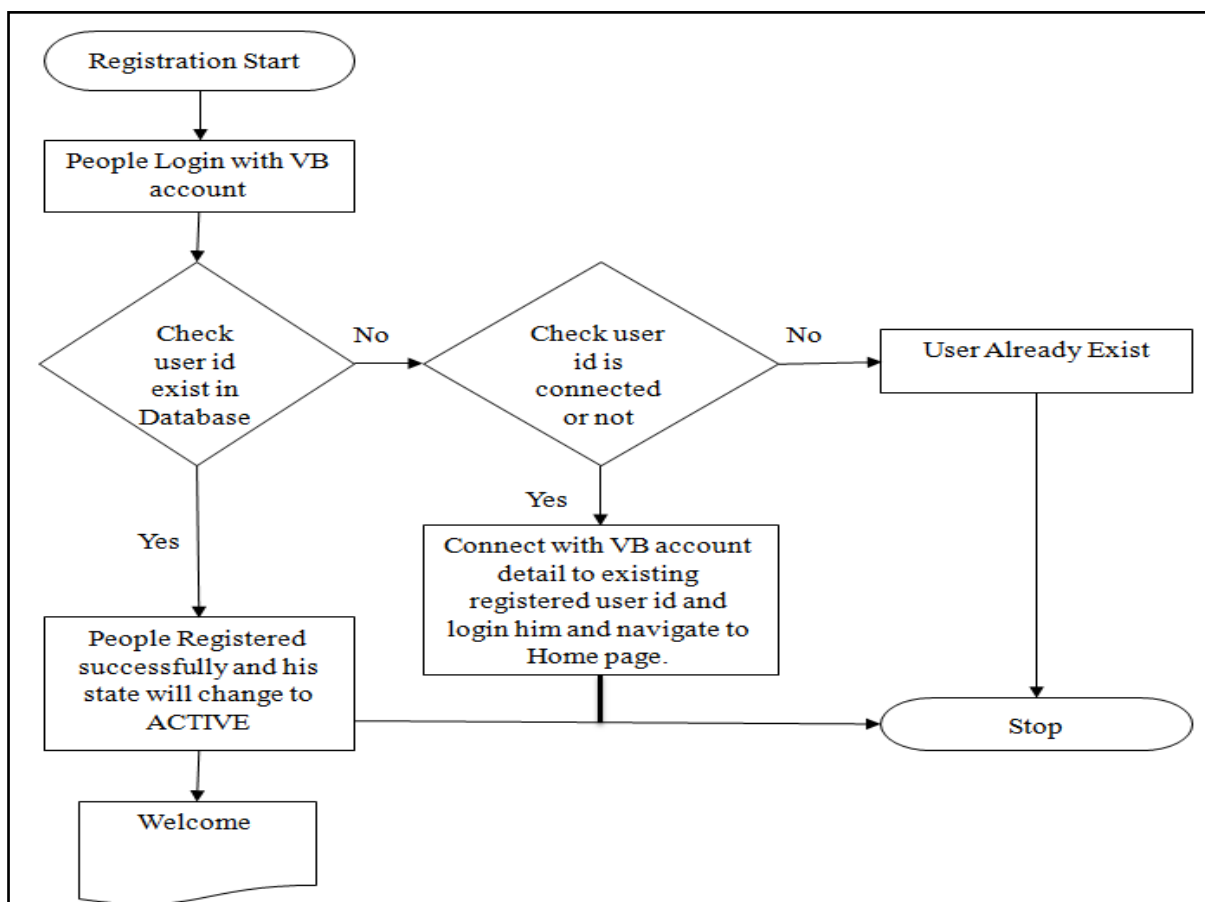 Registration Start
People Login with VB
account
Check
user id
exist in
Database
No
Check user
id is
connected
or not
No
User Already Exist
Yes
Connect with VB account
detail to existing
registered user id and
login him and navigate to
Home page.
Yes
People Registered
successfully and his
state will change to
ACTIVE
Stop
Welcome